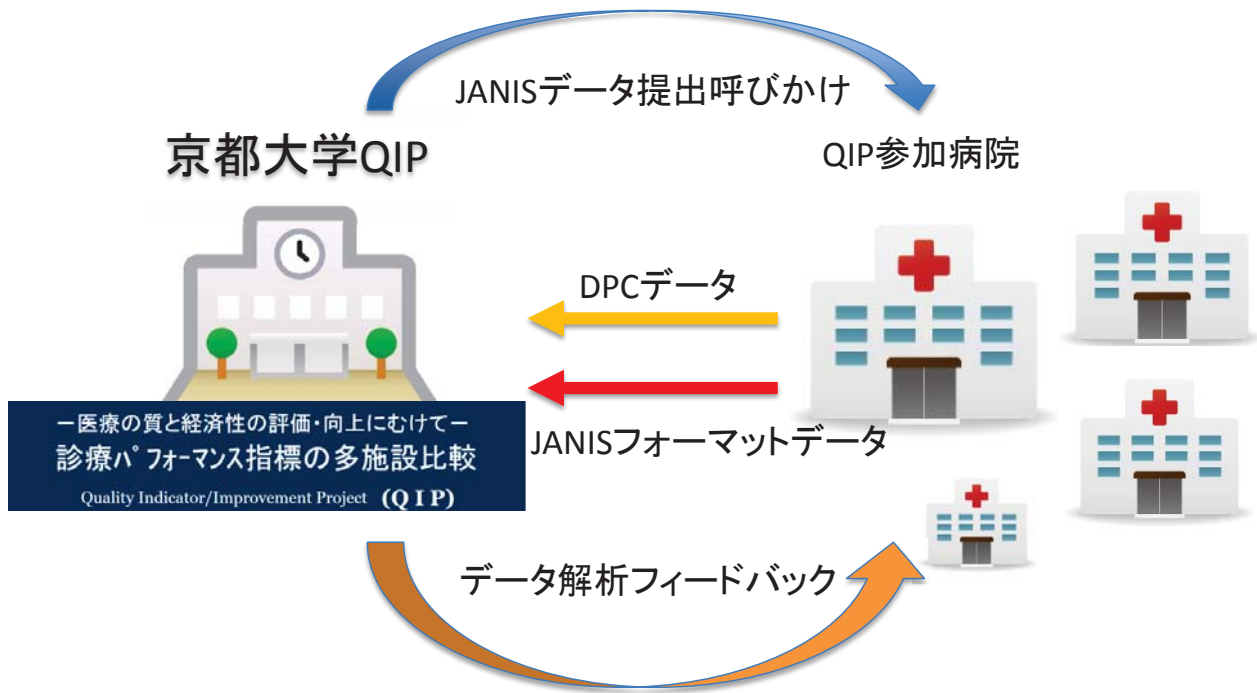 JANISデータ提出呼びかけ
京都大学QIP
QIP参加病院
DPCデータ
JANISフォーマットデータ
－医療の質と経済性の評価・向上にむけて－
診療パフォーマンス指標の多施設比較
Quality Indicator/Improvement Project (QIP)
データ解析フィードバック